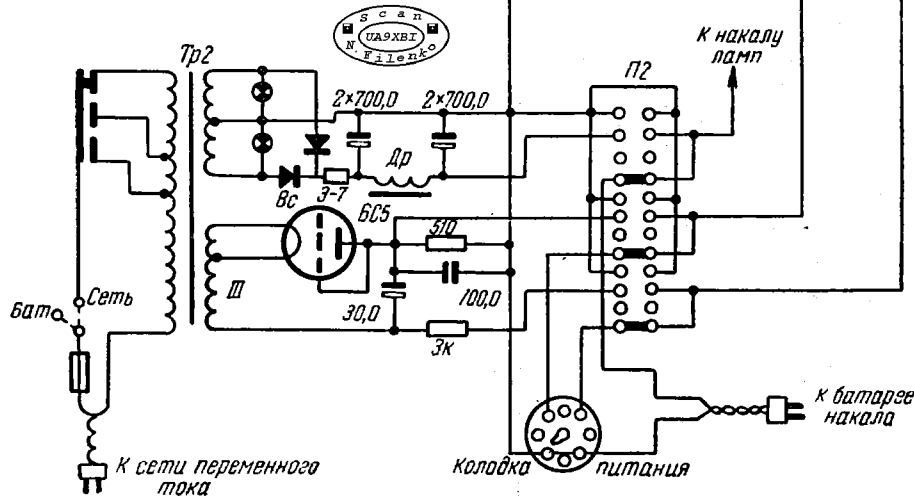 Scan
UA9XBI
N. Filenko
К накалу
ламп
Тр2
П2
2×700,0
2×700,0
Др
Вс
3-7
6С5
510
III
100,0
30,0
3к
Сеть
Бат
К батарее
накала
Колодка питания
К сети переменного
тока